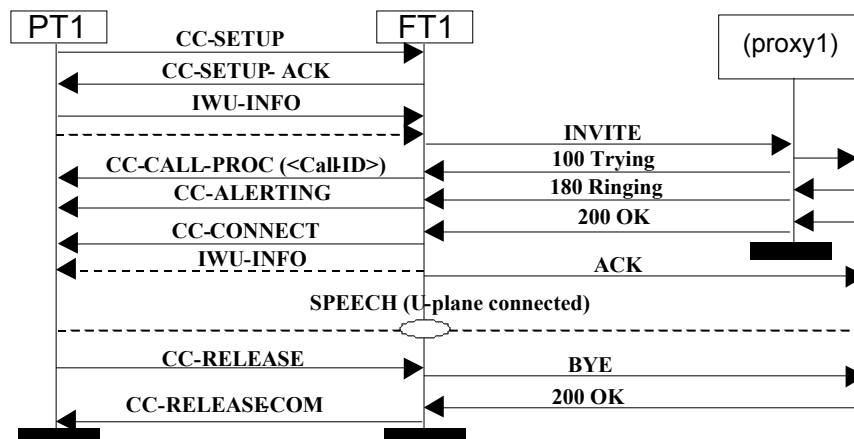 PT1
FT1
(proxy1)
CC-SETUP
CC-SETUP- ACK
IWU-INFO
INVITE
100 Trying
CC-CALL-PROC (<Call-ID>)
180 Ringing
CC-ALERTING
200 OK
CC-CONNECT
IWU-INFO
ACK
SPEECH (U-plane connected)
CC-RELEASE
BYE
200 OK
CC-RELEASE-COM